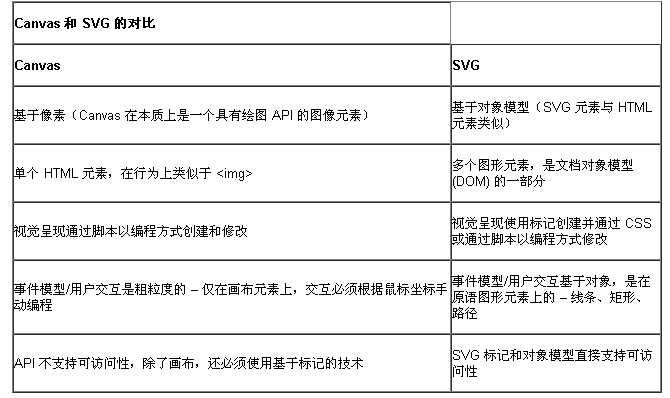 Canvas 和 SVG 的对比
Canvas
SVG
基于像素（Canvas 在本质上是一个具有绘图 API 的图像元素）
基于对象模型（SVG 元素与 HTML
元素类似）
单个 HTML 元素，在行为上类似于 <img>
多个图形元素，是文档对象模型
(DOM) 的一部分
视觉呈现通过脚本以编程方式创建和修改
视觉呈现使用标记创建并通过 CSS
或通过脚本以编程方式修改
事件模型/用户交互是粗粒度的 – 仅在画布元素上，交互必须根据鼠标坐标手
动编程
事件模型/用户交互基于对象，是在
原语图形元素上的 – 线条、矩形、
路径
API 不支持可访问性，除了画布，还必须使用基于标记的技术
SVG 标记和对象模型直接支持可访
问性